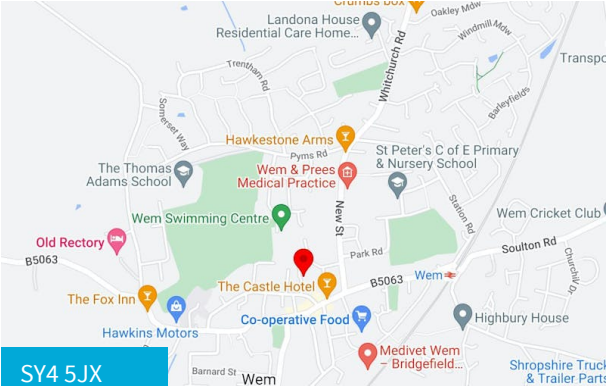 Crumbs Box
Oakley Mdw
Landona House
Residential Care Home...
Windmill Mdw
Whitchurch Rd
Transpo
Trentham Rd
Barleyfields
Somerset Way
Hawkestone Arms
Pyms Rd
St Peter's C of E Primary
& Nursery School
The Thomas
Adams School
Wem & Prees
Medical Practice
New St
Station Rd
Wem Swimming Centre
Wem Cricket Club
Old Rectory
Soulton Rd
Park Rd
B5063
Churchill Dr
Wem
B5063
The Castle Hotel
The Fox Inn
Co-operative Food
Highbury House
Hawkins Motors
Medivet Wem
– Bridgefield...
Shropshire Truck
& Trailer Parts
Barnard St
SY4 5JX
Wem